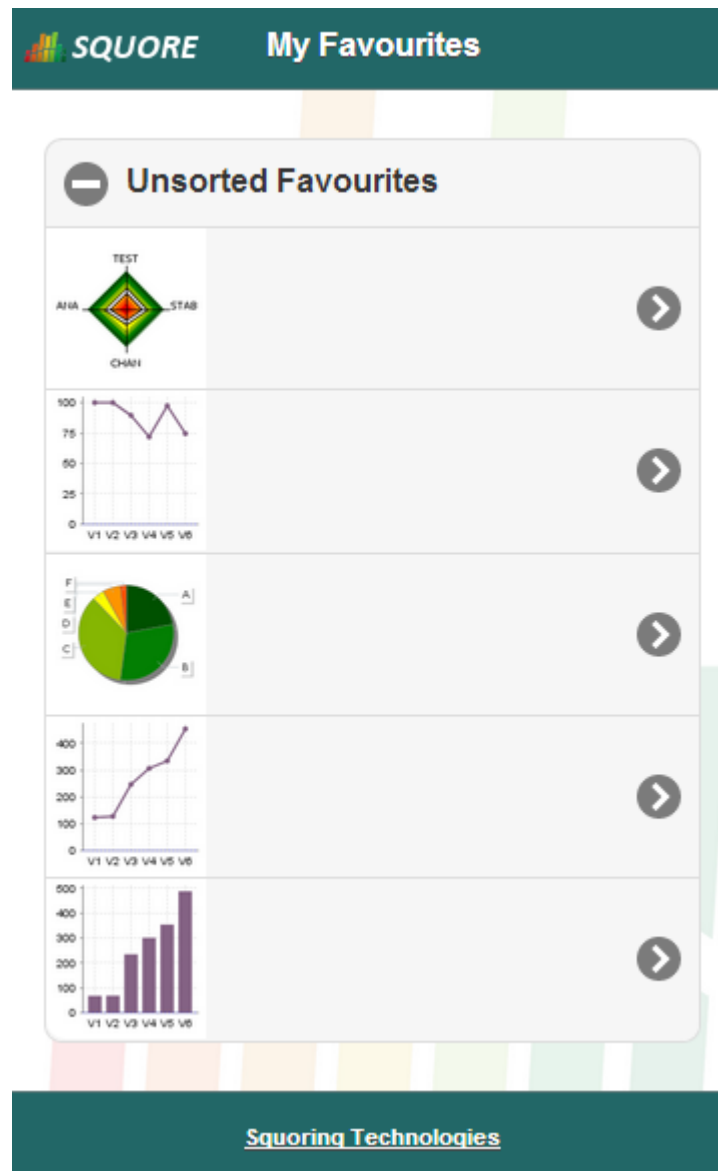 SQUORE My Favourites
Unsorted Favourites
TEST
ANA STAB
CHAN
100
75
50
25
0
V1 V2 V3 V4 V5 V6
F
A
E
D
C
B
400
300
200
100
0
V1 V2 V3 V4 V5 V6
500
400
300
200
100
0
V1 V2 V3 V4 V5 V6
Squoring Technologies